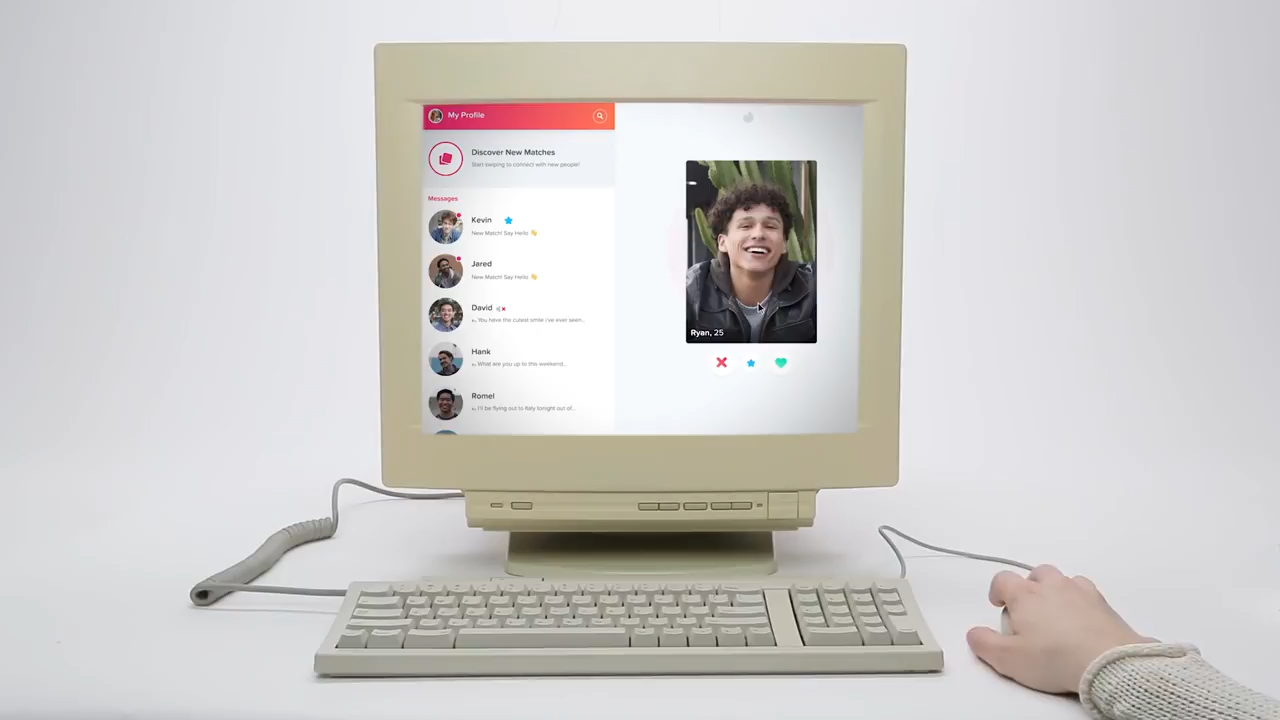 My Profile
Discover New Matches
Start swiping to connect with new people!
Messages
Kevin
New Match! Say Hello 👋
Jared
New Match! Say Hello 👋
David
You have the cutest smile I've ever seen...
Hank
What are you up to this weekend...
Romel
I'll be flying out to Italy tonight out of...
Ryan, 25